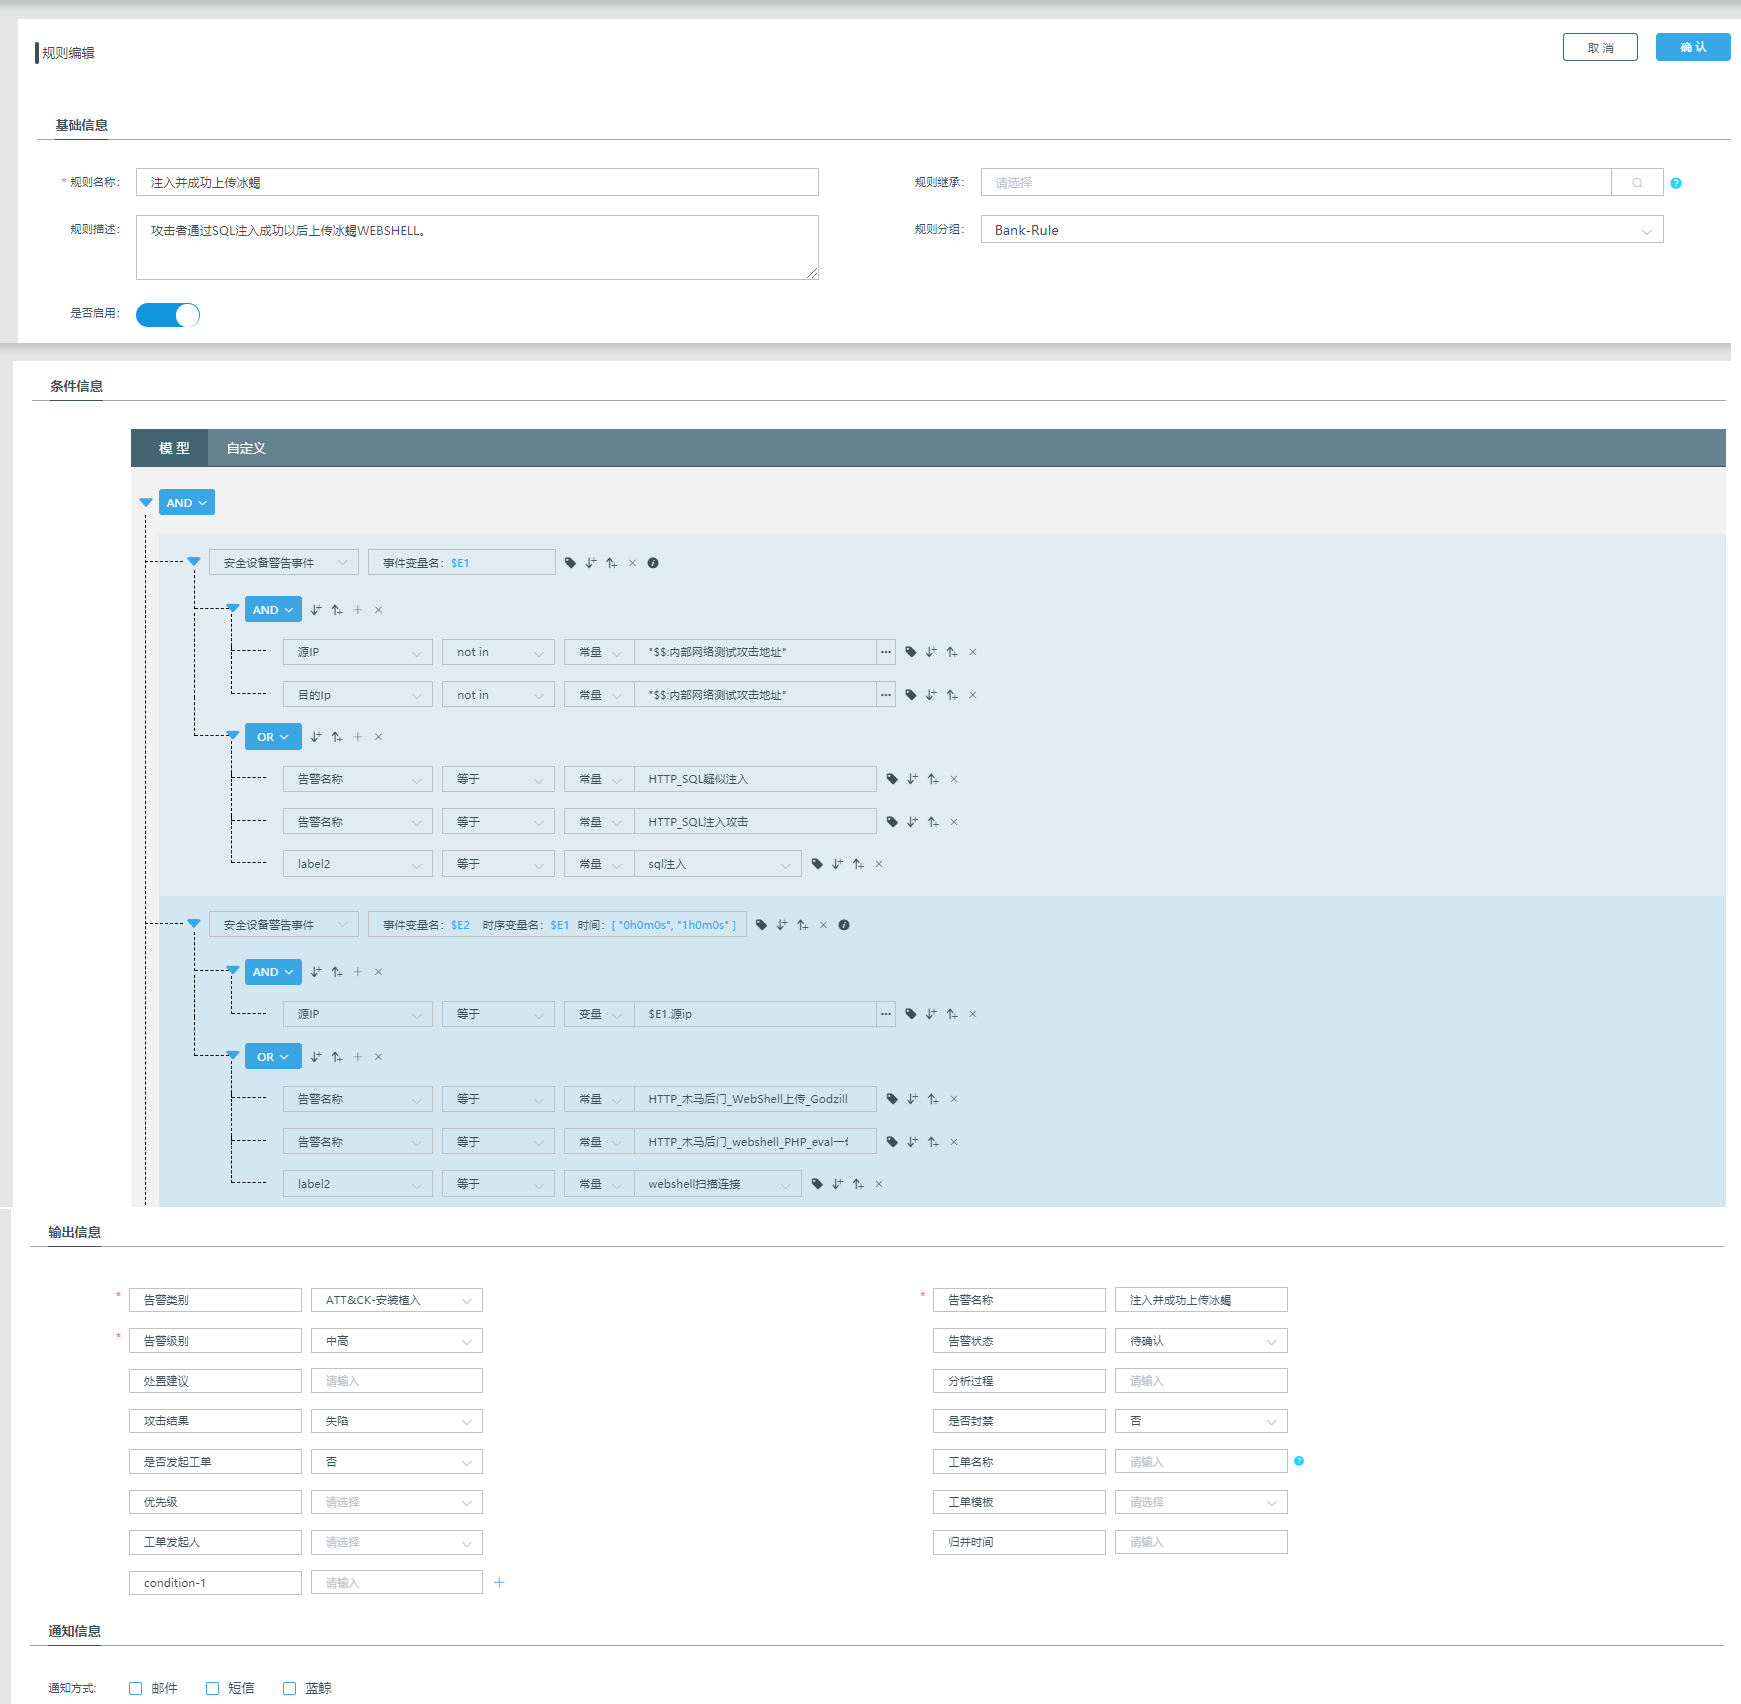 规则编辑
取 消
确 认
基础信息
* 规则名称: 注入并成功上传冰蝎
规则继承: 请选择
规则描述: 攻击者通过SQL注入成功以后上传冰蝎WEBSHELL。
规则分组: Bank-Rule
是否启用:
条件信息
模 型 自定义
AND
安全设备警告事件 事件变量名: $E1
AND
源IP not in 常量 "$$:内部网络测试攻击地址" ...
目的Ip not in 常量 "$$:内部网络测试攻击地址" ...
OR
告警名称 等于 常量 HTTP_SQL疑似注入
告警名称 等于 常量 HTTP_SQL注入攻击
label2 等于 常量 sql注入
安全设备警告事件 事件变量名: $E2 时序变量名: $E1 时间: [ "0h0m0s", "1h0m0s" ]
AND
源IP 等于 变量 $E1.源ip ...
OR
告警名称 等于 常量 HTTP_木马后门_WebShell上传_Godzill
告警名称 等于 常量 HTTP_木马后门_webshell_PHP_eval一
label2 等于 常量 webshell扫描连接
输出信息
* 告警类别 ATT&CK-安装植入
* 告警名称 注入并成功上传冰蝎
* 告警级别 中高
告警状态 待确认
处置建议 请输入
分析过程 请输入
攻击结果 失陷
是否封禁 否
是否发起工单 否
工单名称 请输入
优先级 请选择
工单模板 请选择
工单发起人 请选择
归并时间 请输入
condition-1 请输入
通知信息
通知方式: 邮件 短信 蓝鲸